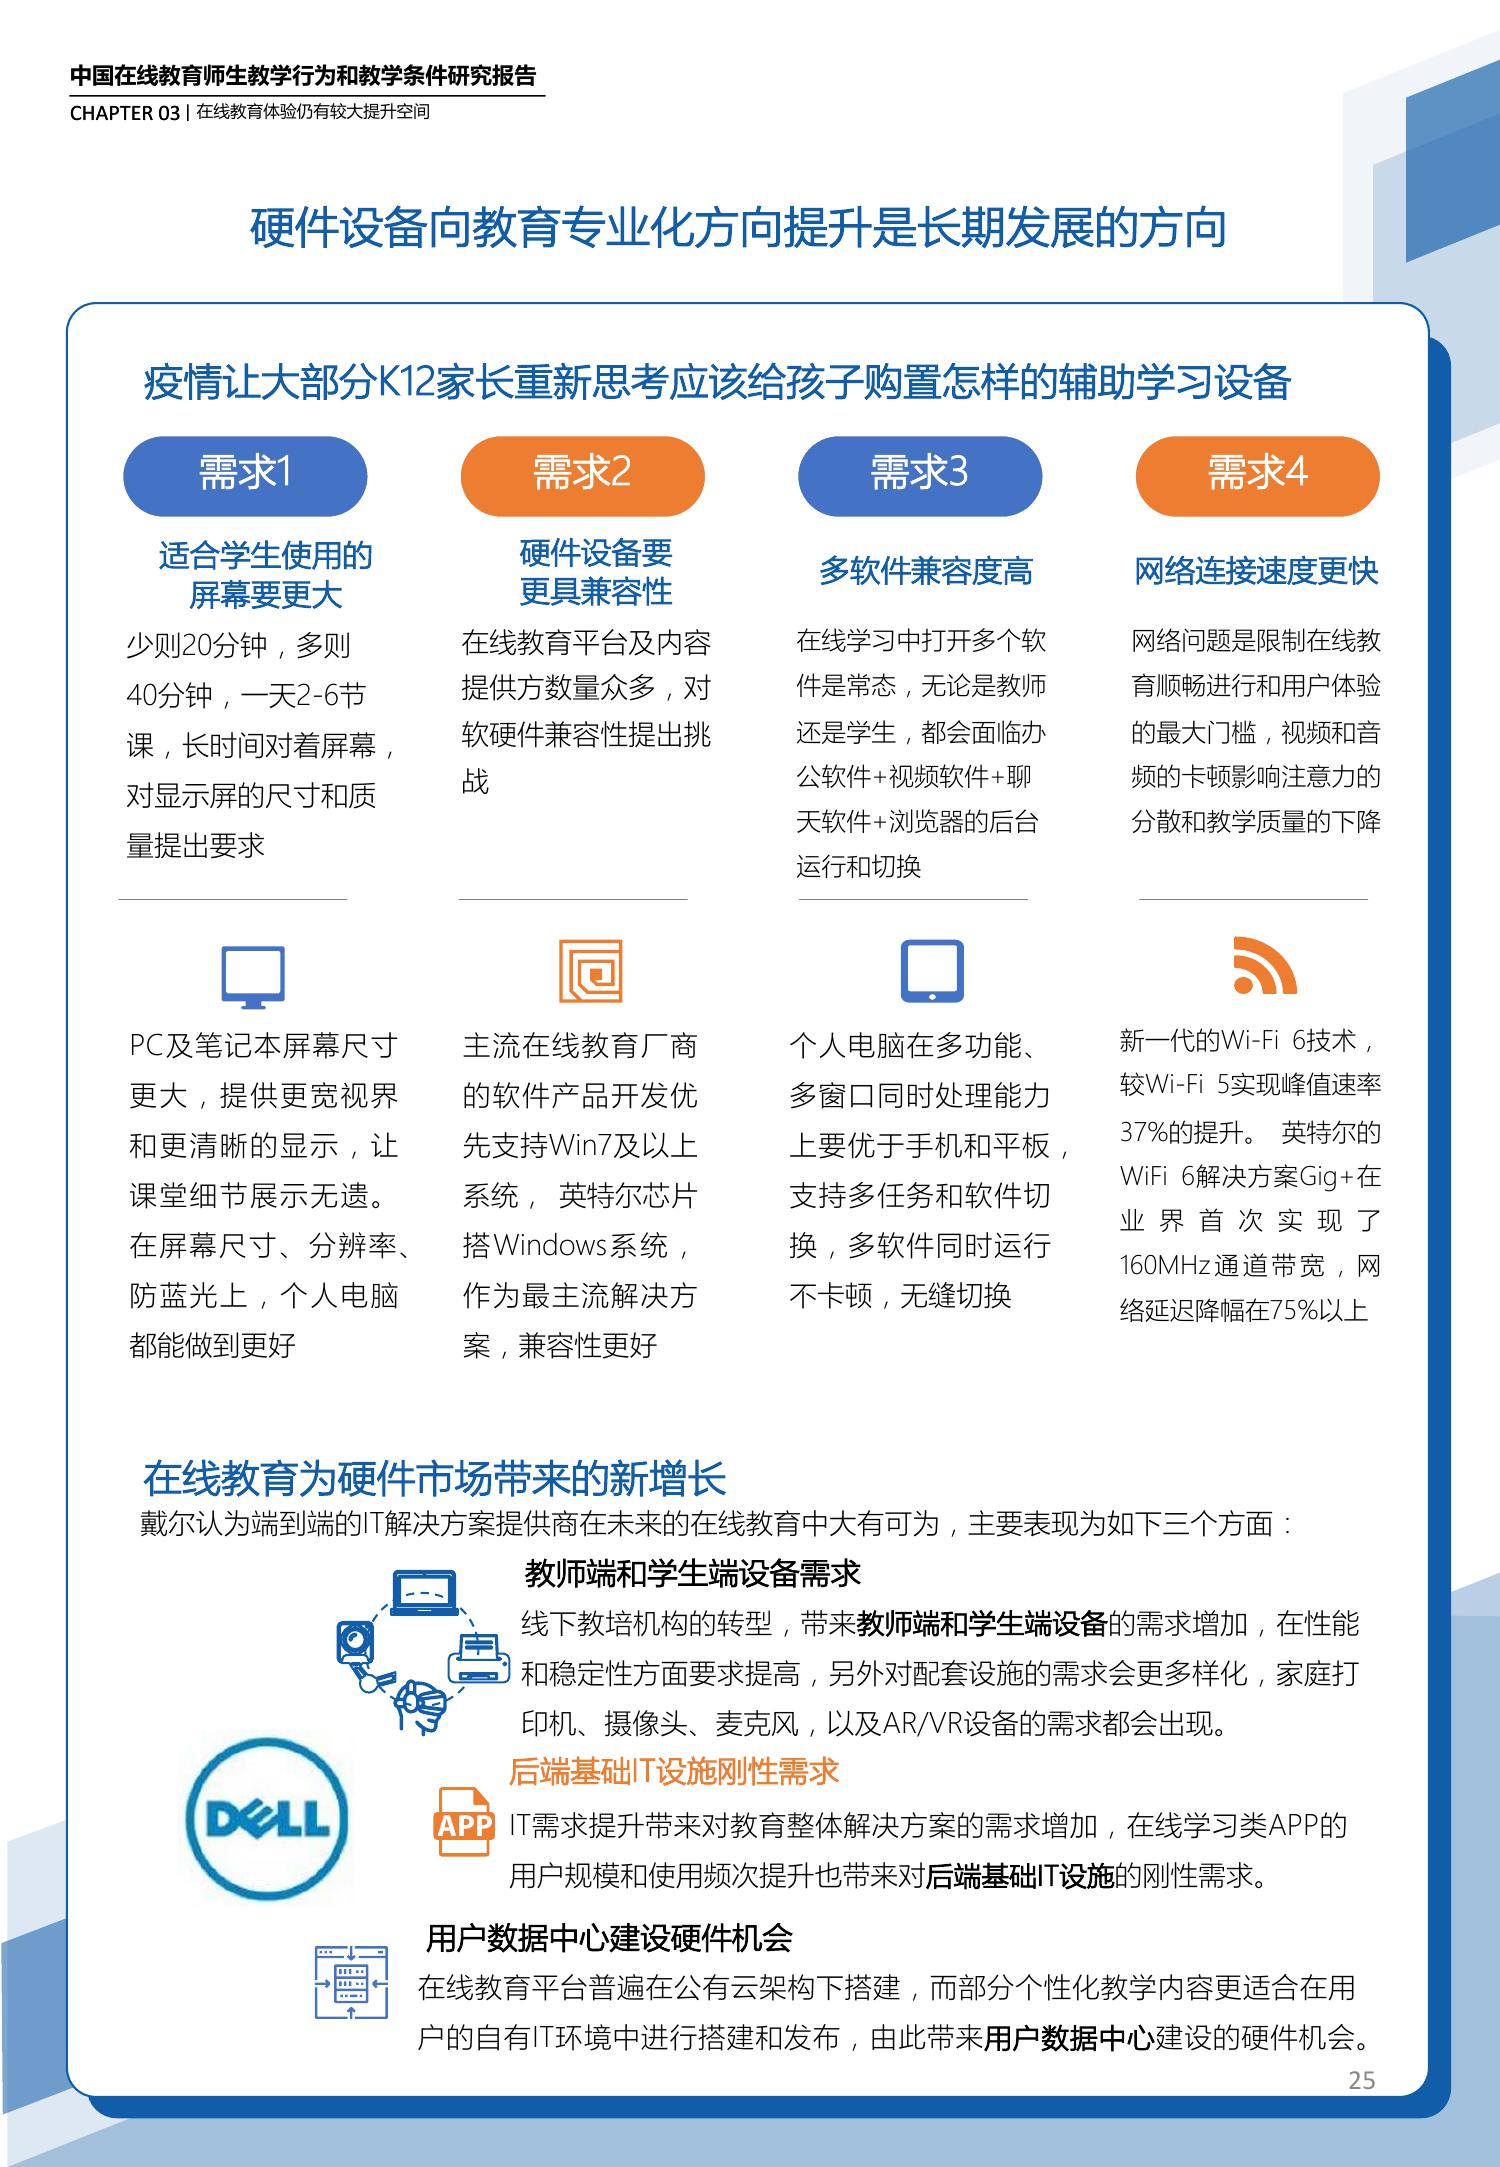 中国在线教育师生教学行为和教学条件研究报告
CHAPTER 03 | 在线教育体验仍有较大提升空间
硬件设备向教育专业化方向提升是长期发展的方向
疫情让大部分K12家长重新思考应该给孩子购置怎样的辅助学习设备
需求1
适合学生使用的
屏幕要更大
少则20分钟，多则
40分钟，一天2-6节
课，长时间对着屏幕，
对显示屏的尺寸和质
量提出要求
PC及笔记本屏幕尺寸
更大，提供更宽视界
和更清晰的显示，让
课堂细节展示无遗。
在屏幕尺寸、分辨率、
防蓝光上，个人电脑
都能做到更好
需求2
硬件设备要
更具兼容性
在线教育平台及内容
提供方数量众多，对
软硬件兼容性提出挑
战
主流在线教育厂商
的软件产品开发优
先支持Win7及以上
系统， 英特尔芯片
搭Windows系统，
作为最主流解决方
案，兼容性更好
需求3
多软件兼容度高
在线学习中打开多个软
件是常态，无论是教师
还是学生，都会面临办
公软件+视频软件+聊
天软件+浏览器的后台
运行和切换
个人电脑在多功能、
多窗口同时处理能力
上要优于手机和平板，
支持多任务和软件切
换，多软件同时运行
不卡顿，无缝切换
需求4
网络连接速度更快
网络问题是限制在线教
育顺畅进行和用户体验
的最大门槛，视频和音
频的卡顿影响注意力的
分散和教学质量的下降
新一代的Wi-Fi 6技术，
较Wi-Fi 5实现峰值速率
37%的提升。 英特尔的
WiFi 6解决方案Gig+在
业界首次实现了
160MHz通道带宽，网
络延迟降幅在75%以上
在线教育为硬件市场带来的新增长
戴尔认为端到端的IT解决方案提供商在未来的在线教育中大有可为，主要表现为如下三个方面：
教师端和学生端设备需求
线下教培机构的转型，带来教师端和学生端设备的需求增加，在性能
和稳定性方面要求提高，另外对配套设施的需求会更多样化，家庭打
印机、摄像头、麦克风，以及AR/VR设备的需求都会出现。
DELL
后端基础IT设施刚性需求
APP
IT需求提升带来对教育整体解决方案的需求增加，在线学习类APP的
用户规模和使用频次提升也带来对后端基础IT设施的刚性需求。
用户数据中心建设硬件机会
在线教育平台普遍在公有云架构下搭建，而部分个性化教学内容更适合在用
户的自有IT环境中进行搭建和发布，由此带来用户数据中心建设的硬件机会。
25